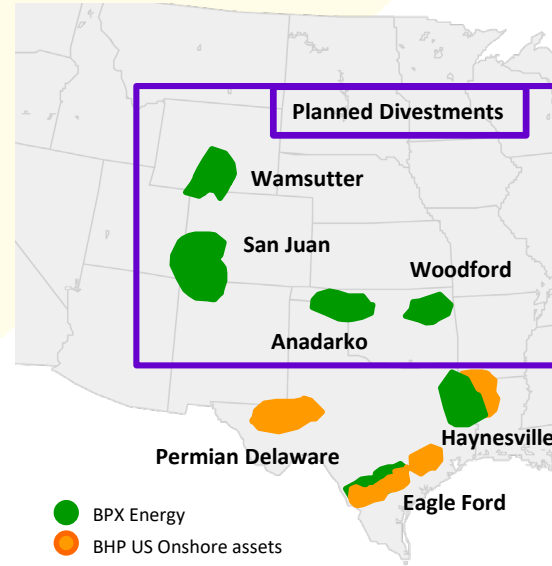 Planned Divestments
Wamsutter
San Juan
Woodford
Anadarko
Haynesville
Permian Delaware
Eagle Ford
BPX Energy
BHP US Onshore assets